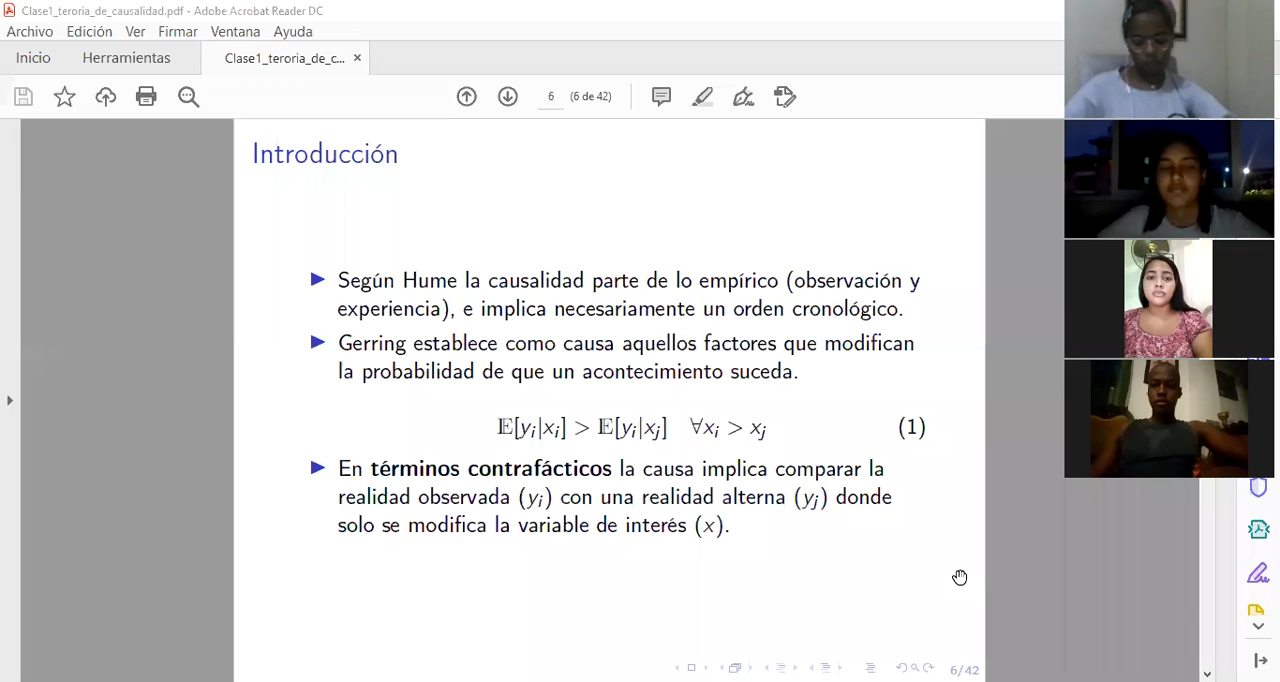 Clase1_teroria_de_causalidad.pdf - Adobe Acrobat Reader DC
Archivo Edición Ver Firmar Ventana Ayuda
Inicio Herramientas Clase1_teroria_de_c... ×
6 (6 de 42)
Introducción
Según Hume la causalidad parte de lo empírico (observación y
experiencia), e implica necesariamente un orden cronológico.
Gerring establece como causa aquellos factores que modifican
la probabilidad de que un acontecimiento suceda.
𝔼[yᵢ|xᵢ] > 𝔼[yᵢ|xⱼ] ∀xᵢ > xⱼ (1)
En términos contrafácticos la causa implica comparar la
realidad observada (yᵢ) con una realidad alterna (yⱼ) donde
solo se modifica la variable de interés (x).
6/42